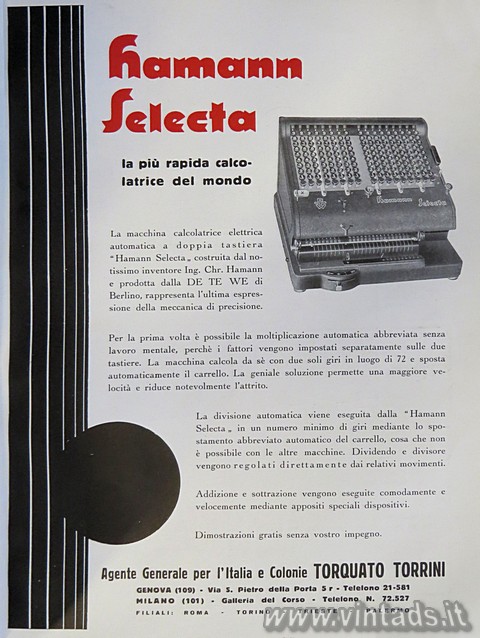 hamann
Selecta
la più rapida calco-
latrice del mondo
hamann Selecta
La macchina calcolatrice elettrica
automatica a doppia tastiera
"Hamann Selecta„ costruita dal no-
tissimo inventore Ing. Chr. Hamann
e prodotta dalla DE TE WE di
Berlino, rappresenta l'ultima espres-
sione della meccanica di precisione.
Per la prima volta è possibile la moltiplicazione automatica abbreviata senza
lavoro mentale, perchè i fattori vengono impostati separatamente sulle due
tastiere. La macchina calcola da sè con due soli giri in luogo di 72 e sposta
automaticamente il carrello. La geniale soluzione permette una maggiore ve-
locità e riduce notevolmente l'attrito.
La divisione automatica viene eseguita dalla "Hamann
Selecta„ in un numero minimo di giri mediante lo spo-
stamento abbreviato automatico del carrello, cosa che non
è possibile con le altre macchine. Dividendo e divisore
vengono regolati direttamente dai relativi movimenti.
Addizione e sottrazione vengono eseguite comodamente e
velocemente mediante appositi speciali dispositivi.
Dimostrazioni gratis senza vostro impegno.
Agente Generale per l'Italia e Colonie TORQUATO TORRINI
GENOVA (109) - Via S. Pietro della Porta 5 r - Telefono 21-581
MILANO (101) - Galleria del Corso - Telefono N. 72.527
FILIALI: ROMA - TORINO - TRIESTE - PALERMO
www.vintads.it